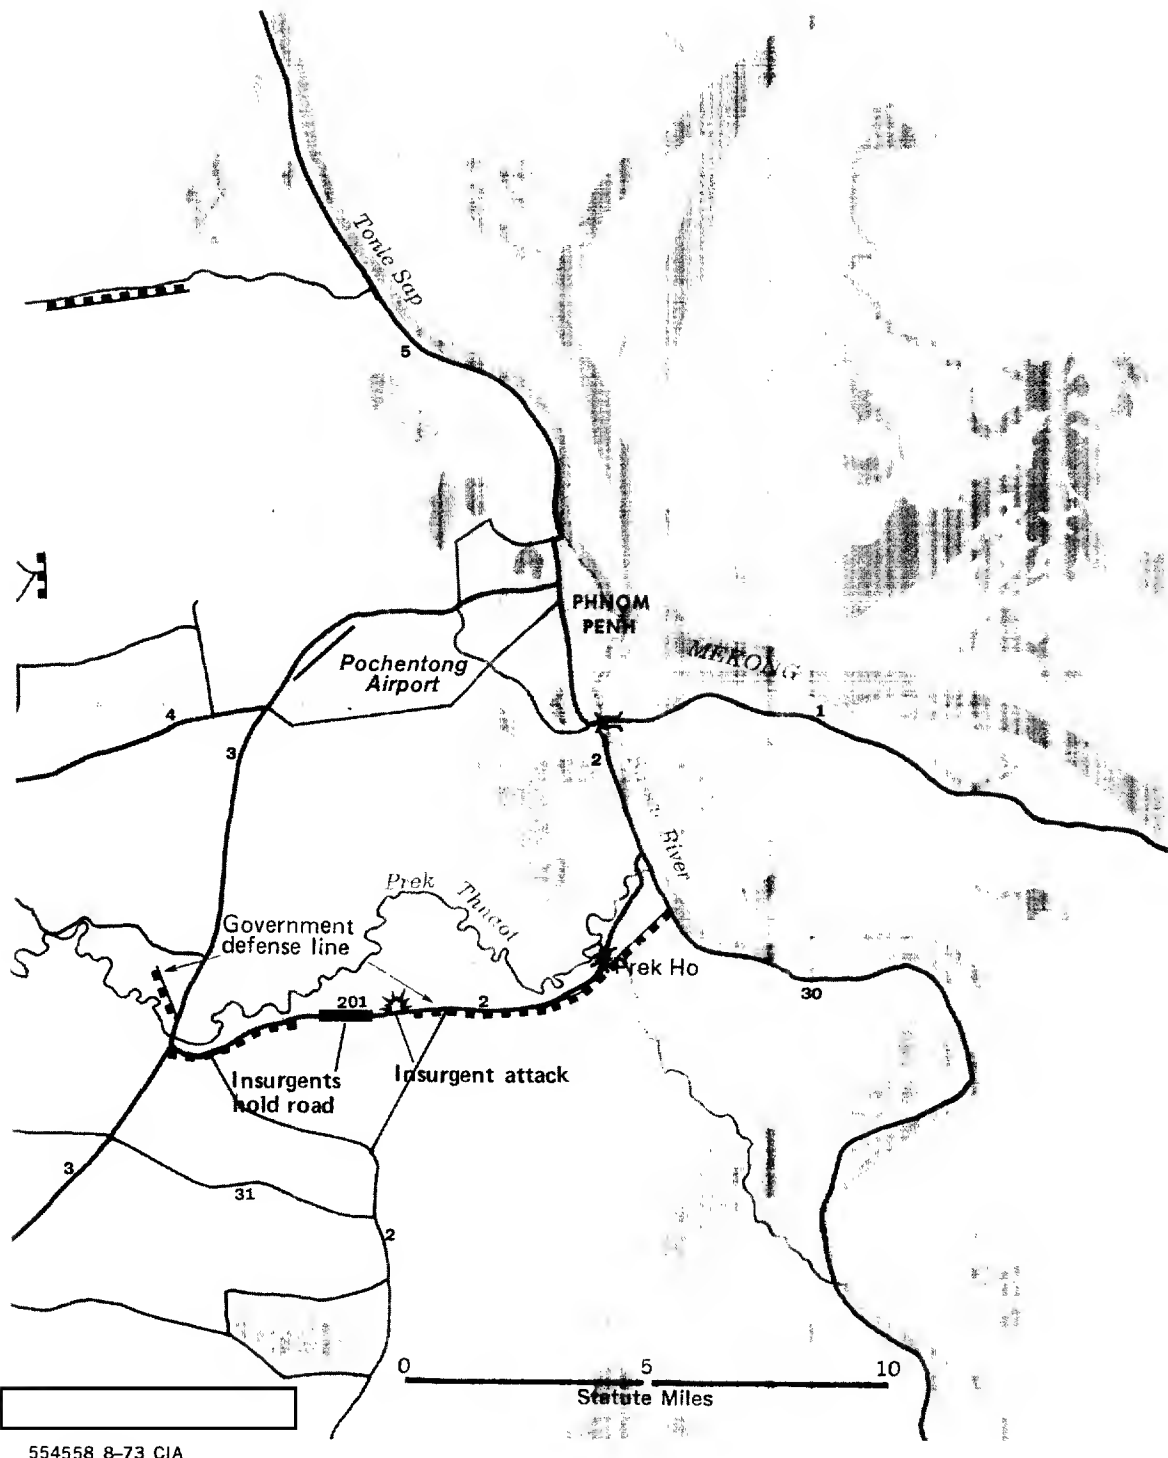 Tonle Sap
5
PHNOM
PENH
MEKONG
Pochentong
Airport
4
1
3
2
River
Prek Thnaot
Government
defense line
Prek Ho
30
201
2
Insurgents
hold road
Insurgent attack
3
31
2
0 5 10
Statute Miles
554558 8-73 CIA